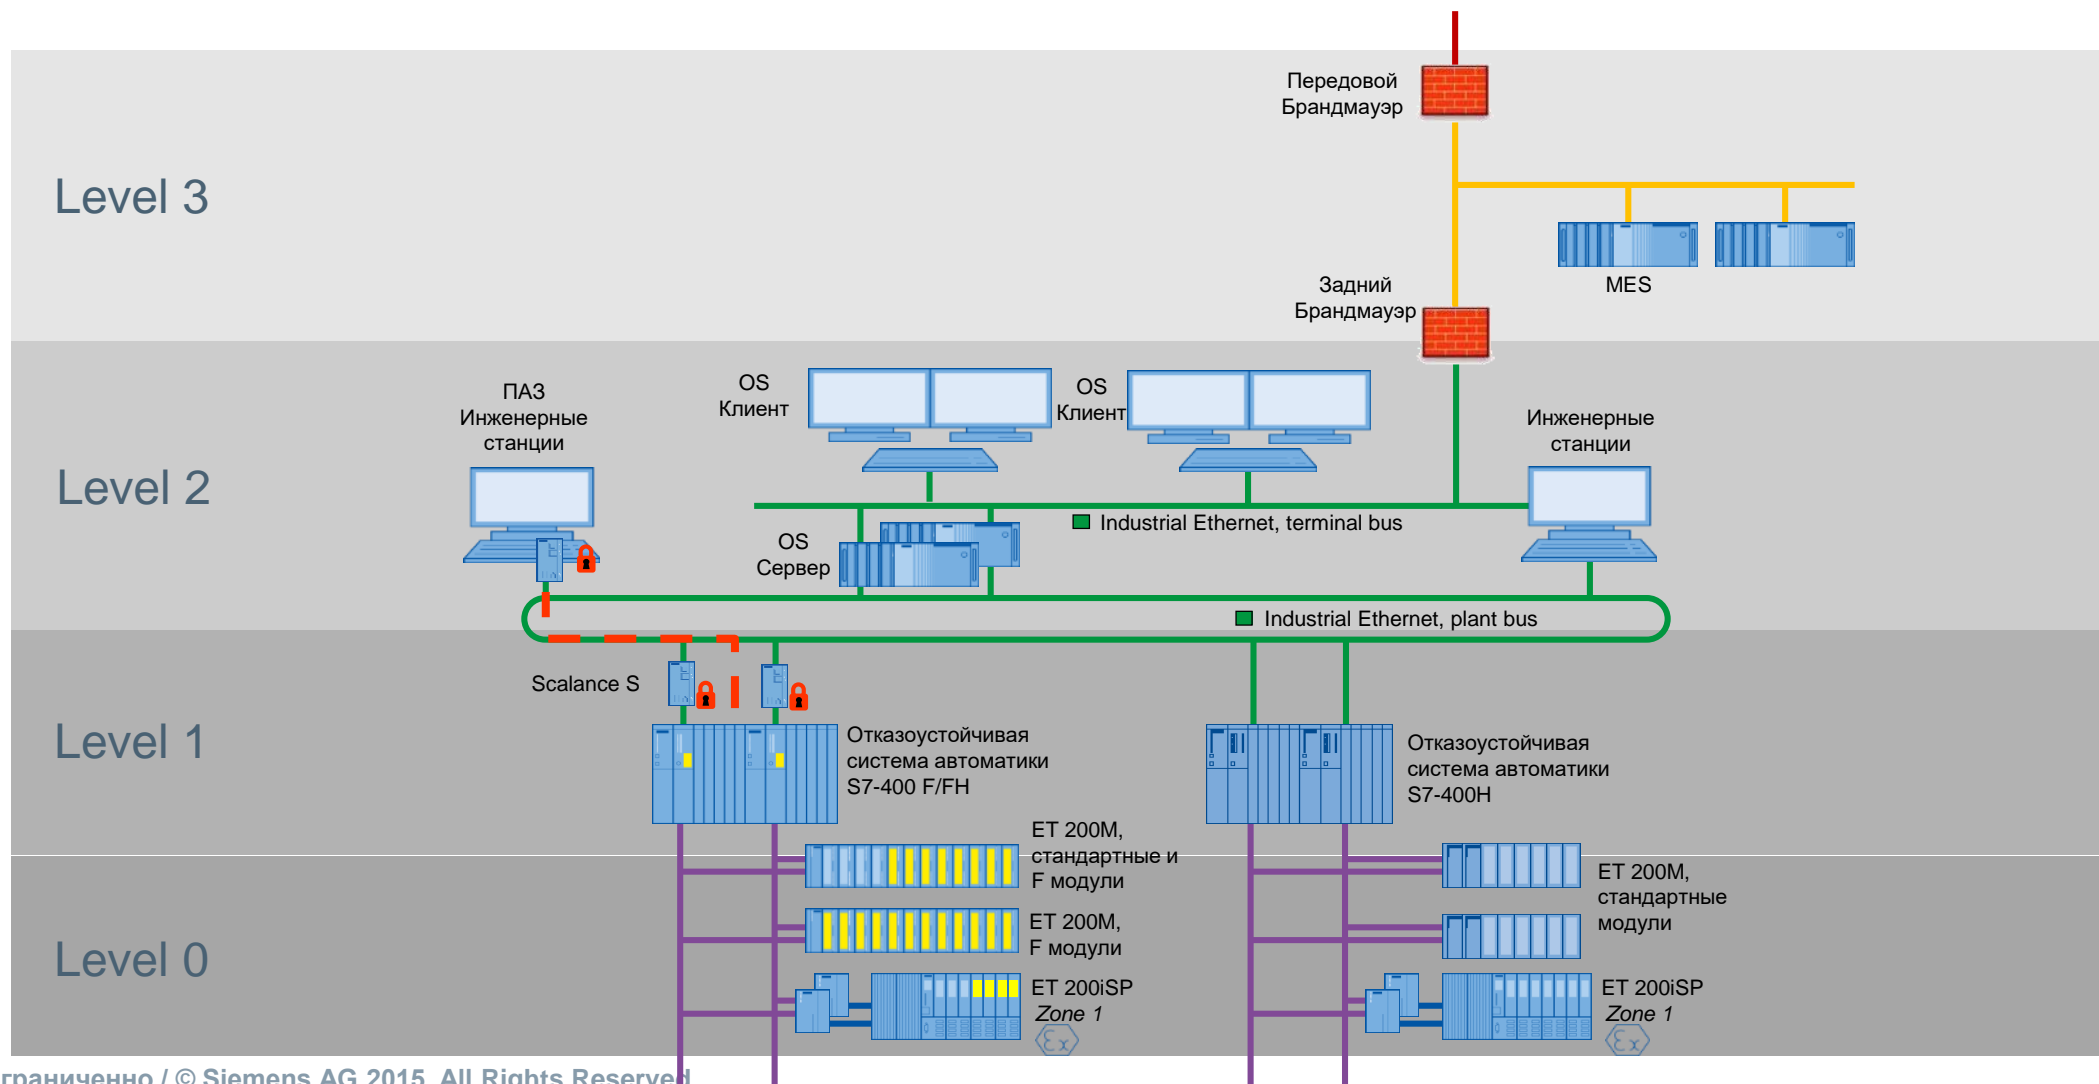 Передовой
Брандмауэр
Level 3
MES
Задний
Брандмауэр
ПАЗ
Инженерные
станции
OS
Клиент
OS
Клиент
Инженерные
станции
Level 2
Industrial Ethernet, terminal bus
OS
Сервер
Industrial Ethernet, plant bus
Scalance S
Level 1
Отказоустойчивая
система автоматики
S7-400 F/FH
Отказоустойчивая
система автоматики
S7-400H
ET 200M,
стандартные и
F модули
ET 200M,
стандартные
модули
ET 200M,
F модули
Level 0
ET 200iSP
Zone 1
Ex
ET 200iSP
Zone 1
Ex
граниченно / © Siemens AG 2015. All Rights Reserved